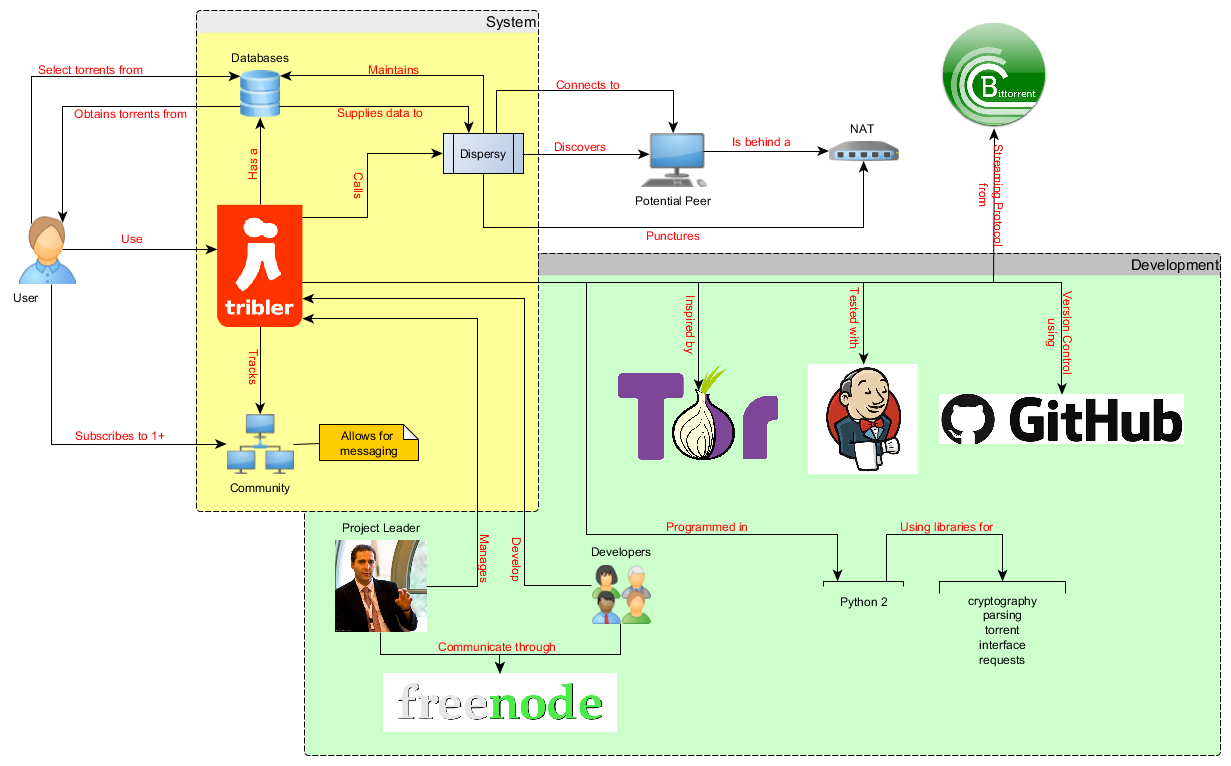 System
Databases
Select torrents from
Maintains
Connects to
Bittorrent
Obtains torrents from
Supplies data to
NAT
Has a
Dispersy
Discovers
Is behind a
Streaming Protocol
from
Calls
Potential Peer
Use
Punctures
User
tribler
Development
Inspired by
Tested with
Version Control
using
Tracks
Tor
GitHub
Subscribes to 1+
Allows for
messaging
Community
Project Leader
Manages
Develop
Developers
Programmed in
Using libraries for
Python 2
cryptography
parsing
torrent
interface
requests
Communicate through
freenode